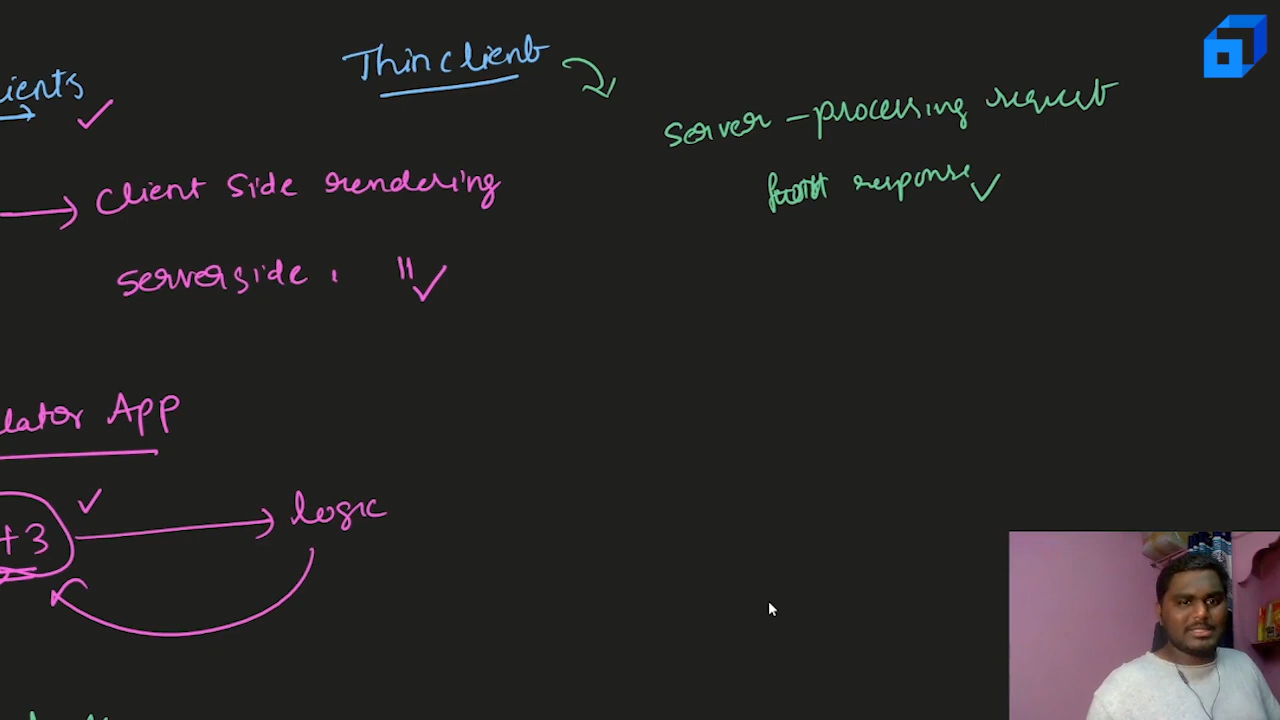 ients
Thin client
server - processing request
response
client side rendering
serverside . "
lator App
+ 3
logic